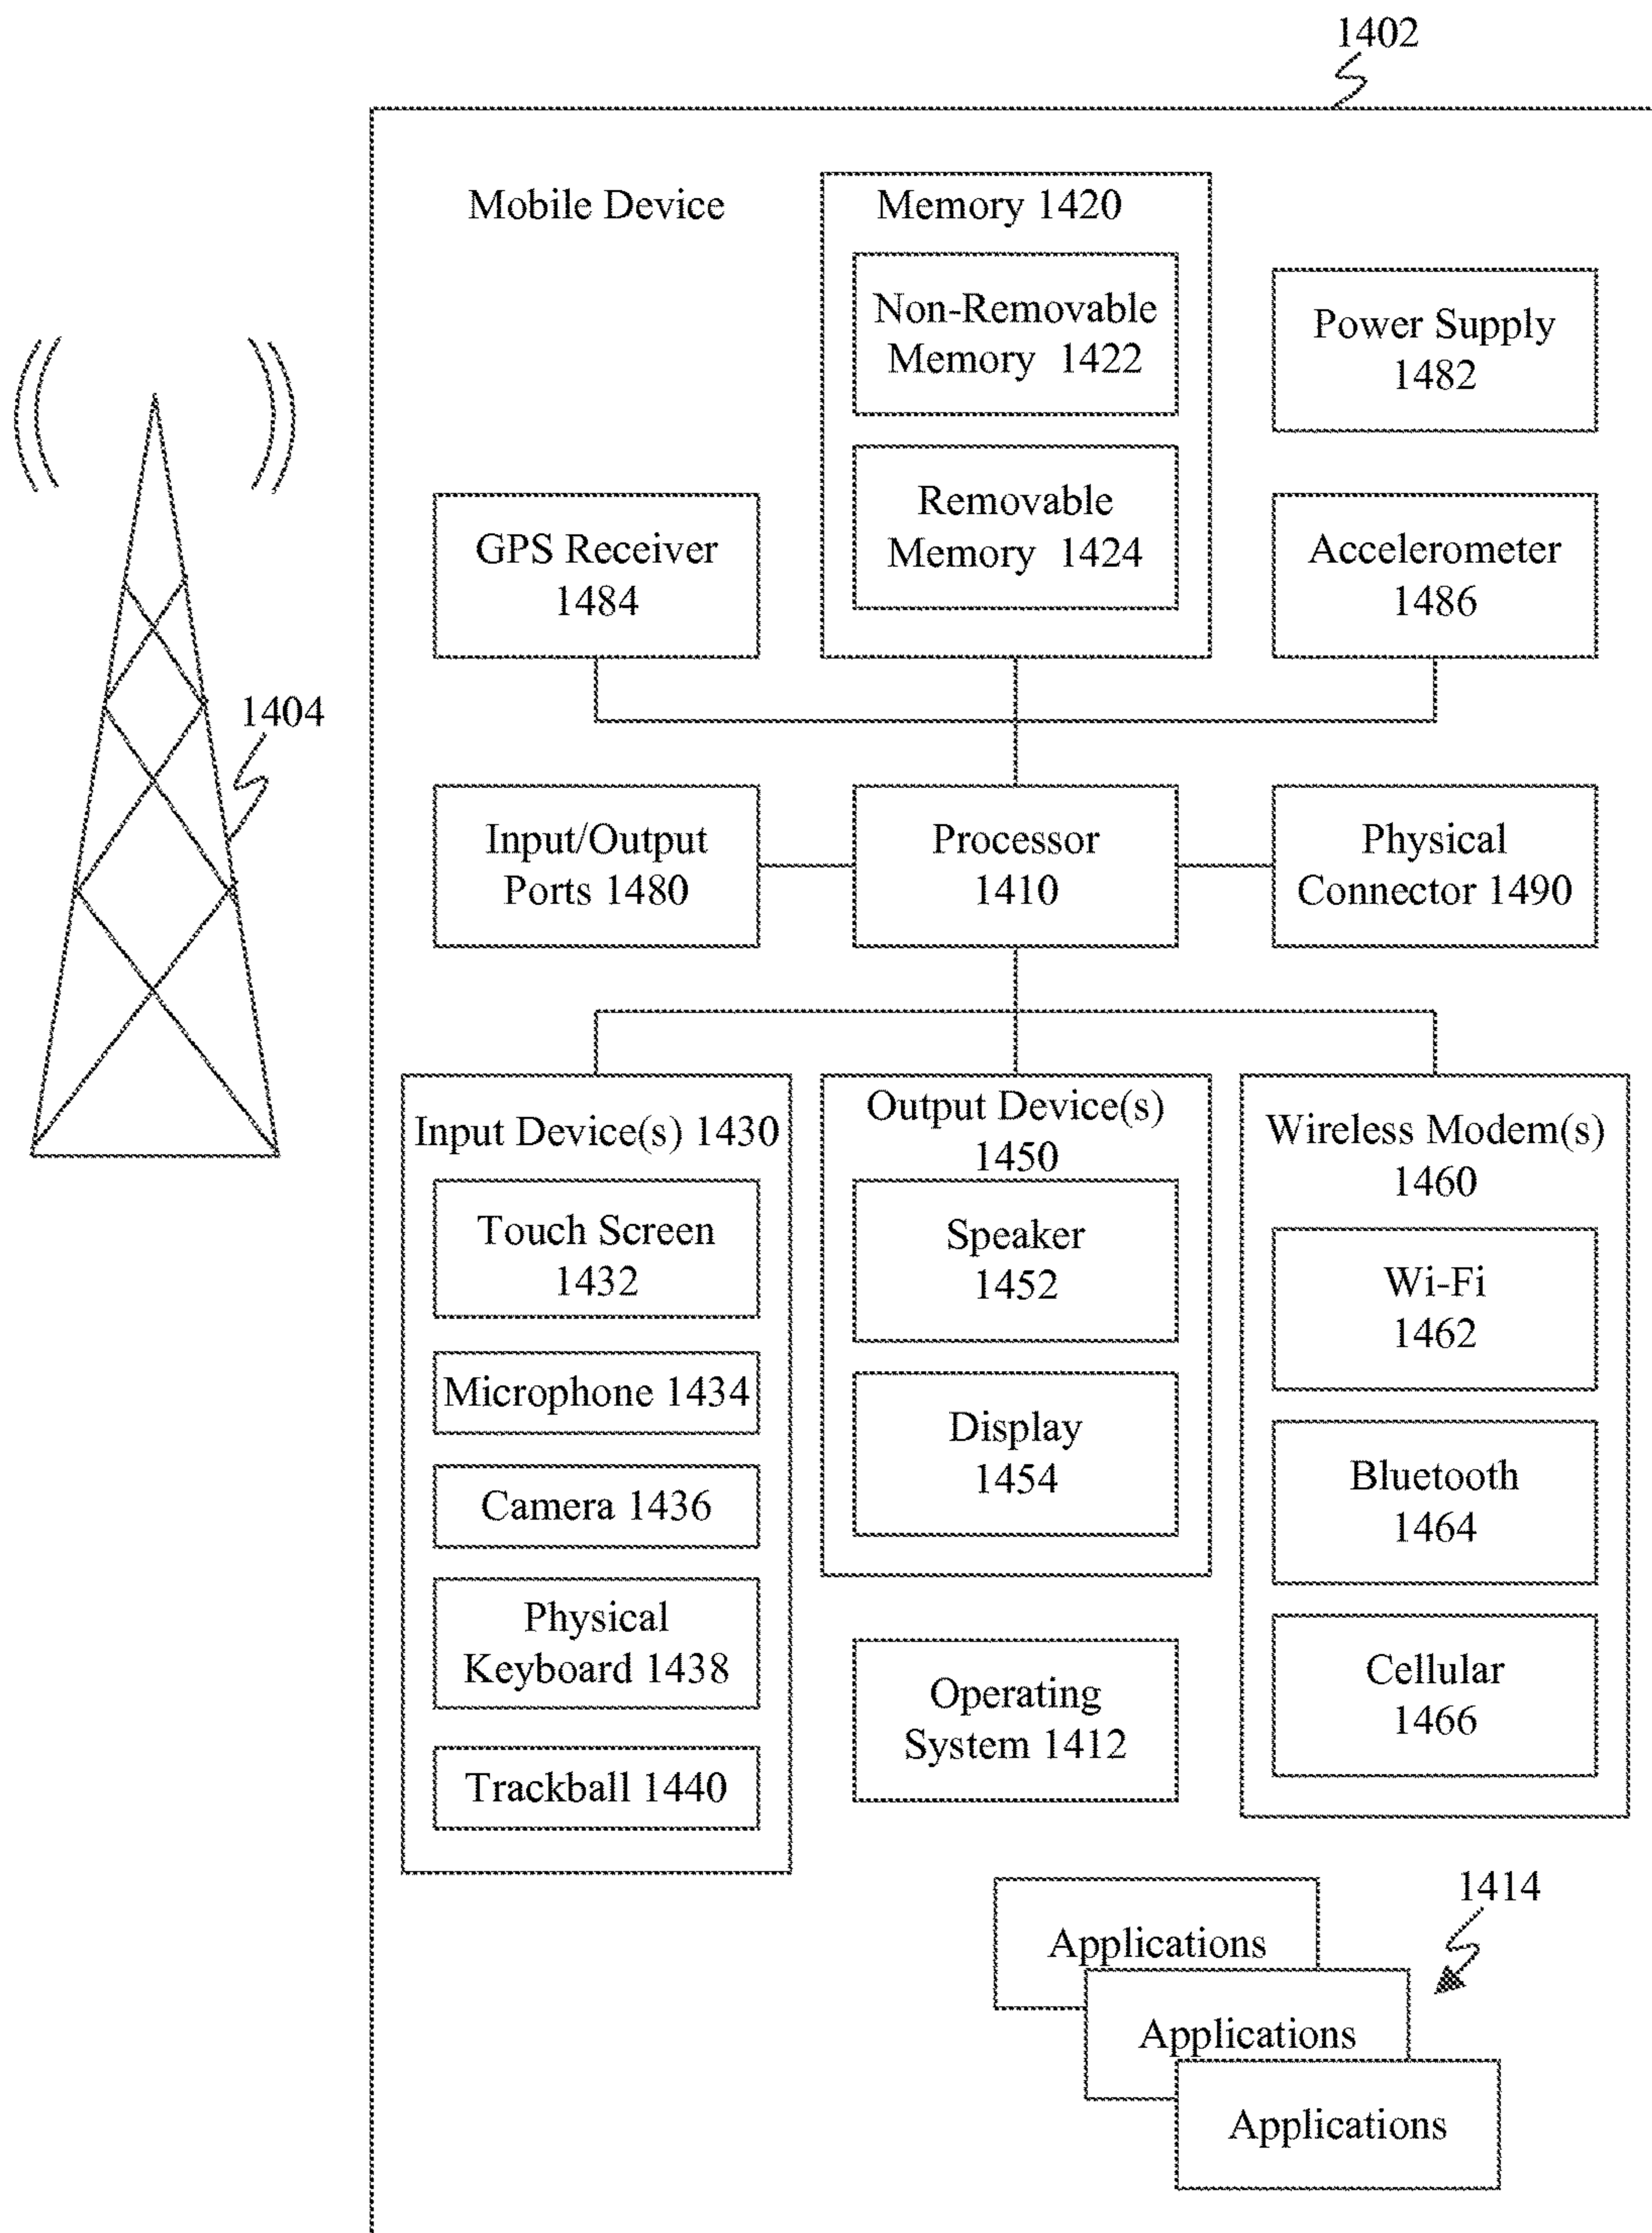 1402
Mobile Device
Memory 1420
Non-Removable
Memory 1422
Removable
Memory 1424
Power Supply
1482
GPS Receiver
1484
Accelerometer
1486
1404
Input/Output
Ports 1480
Processor
1410
Physical
Connector 1490
Input Device(s) 1430
Touch Screen
1432
Microphone 1434
Camera 1436
Physical
Keyboard 1438
Trackball 1440
Output Device(s)
1450
Speaker
1452
Display
1454
Operating
System 1412
Wireless Modem(s)
1460
Wi-Fi
1462
Bluetooth
1464
Cellular
1466
1414
Applications
Applications
Applications